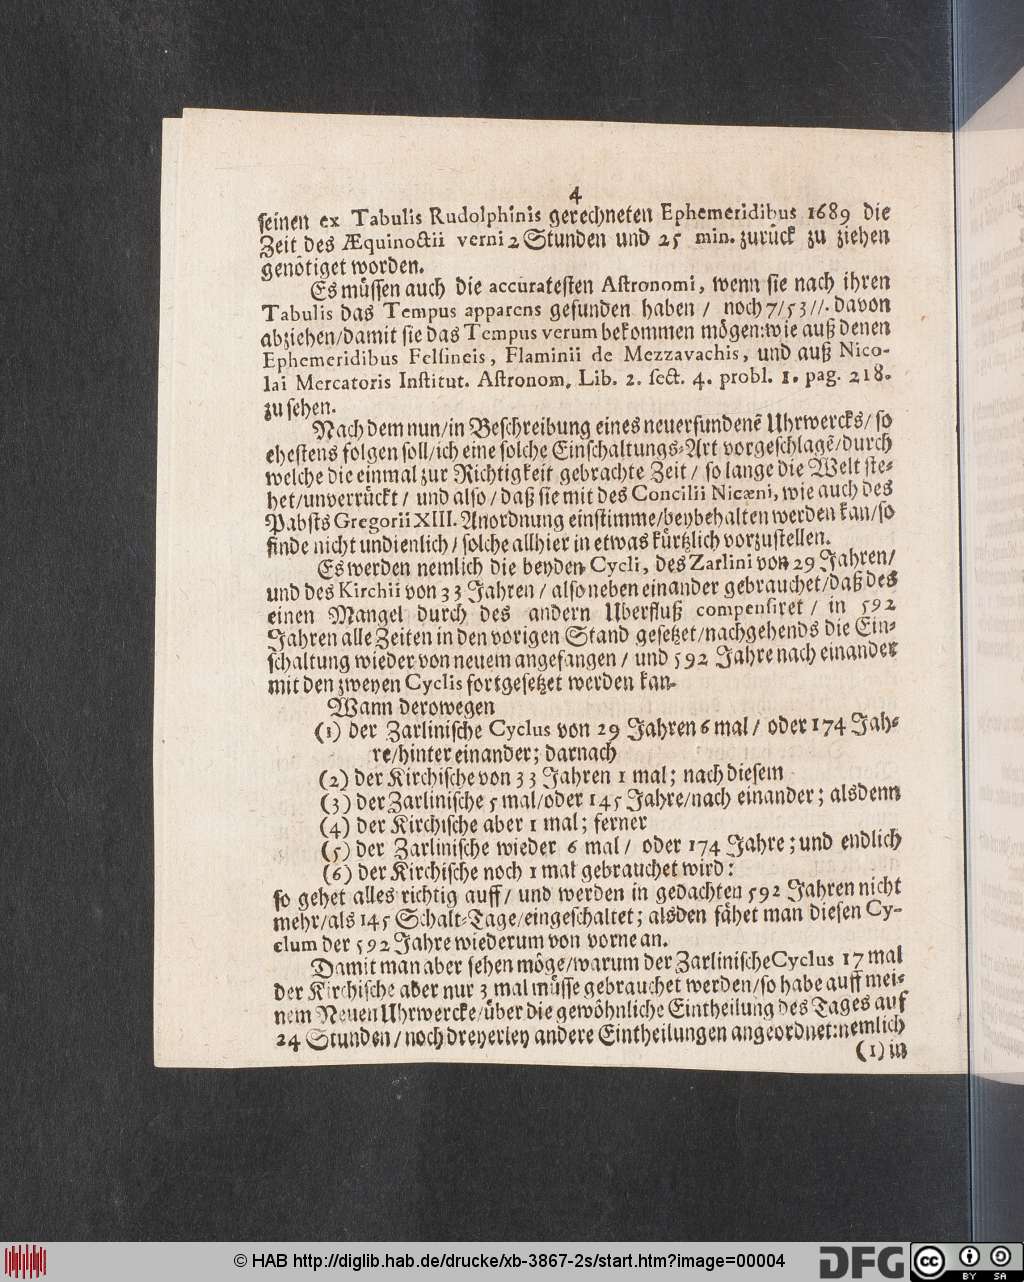 4
seinen ex Tabulis Rudolphinis gerechneten Ephemeridibus 1689 die
Zeit des Æquinoctii verni 2 Stunden und 25 min. zurück zu ziehen
genötiget worden.
Es müssen auch die accuratesten Astronomi, wenn sie nach ihren
Tabulis das Tempus apparens gefunden haben / noch 7/53//. davon
abziehen/damit sie das Tempus verum bekommen mögen:wie auß denen
Ephemeridibus Felsineis, Flaminii de Mezzavachis, und auß Nico-
lai Mercatoris Institut. Astronom. Lib. 2. sect. 4. probl. 1. pag. 218.
zu sehen.
Nach dem nun/in Beschreibung eines neuerfundenē Uhrwercks/ so
ehestens folgen soll/ich eine solche Einschaltungs-Art vorgeschlagē/durch
welche die einmal zur Richtigkeit gebrachte Zeit / so lange die Welt ste-
het/unverrückt / und also / daß sie mit des Concilii Nicæni, wie auch des
Pabsts Gregorii XIII. Anordnung einstimme/beybehalten werden kan/so
finde nicht undienlich / solche allhier in etwas kürtzlich vorzustellen.
Es werden nemlich die beyden Cycli, des Zarlini von 29 Jahren/
und des Kirchii von 33 Jahren / also neben einander gebrauchet/daß des
einen Mangel durch des andern Uberfluß compensiret / in 592
Jahren alle Zeiten in den vorigen Stand gesetzet/nachgehends die Ein-
schaltung wieder von neuem angefangen / und 592 Jahre nach einander
mit den zweyen Cyclis fortgesetzet werden kan.
Wann derowegen
(1) der Zarlinische Cyclus von 29 Jahren 6 mal / oder 174 Jah-
re/hinter einander; darnach
(2) der Kirchische von 33 Jahren 1 mal; nach diesem
(3) der Zarlinische 5 mal/oder 145 Jahre/nach einander; alsdenn
(4) der Kirchische aber 1 mal; ferner
(5) der Zarlinische wieder 6 mal / oder 174 Jahre; und endlich
(6) der Kirchische noch 1 mal gebrauchet wird:
so gehet alles richtig auff / und werden in gedachten 592 Jahren nicht
mehr/als 145 Schalt-Tage/eingeschaltet; alsden fähet man diesen Cy-
clum der 592 Jahre wiederum von vorne an.
Damit man aber sehen möge/warum der Zarlinische Cyclus 17 mal
der Kirchische aber nur 3 mal müsse gebrauchet werden/so habe auff mei-
nem Neuen Uhrwercke/über die gewöhnliche Eintheilung des Tages auf
24 Stunden / noch dreyerley andere Eintheilungen angeordnet:nemlich
(1) in
© HAB http://diglib.hab.de/drucke/xb-3867-2s/start.htm?image=00004
DFG
cc
BY SA